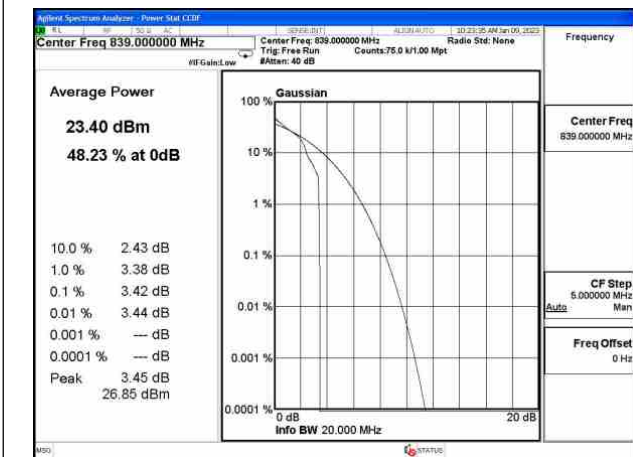 Agilent Spectrum Analyzer - Power Stat CCDF
RL RF 50 Ω AC SENSE:INT ALIGN AUTO 10:23:35 AM Jan 09, 2023
Center Freq 839.000000 MHz
Center Freq: 839.000000 MHz
Radio Std: None
Trig: Free Run
Counts:75.0 k/1.00 Mpt
#IFGain:Low
#Atten: 40 dB
Frequency
Average Power
23.40 dBm
48.23 % at 0dB
10.0 % 2.43 dB
1.0 % 3.38 dB
0.1 % 3.42 dB
0.01 % 3.44 dB
0.001 % --- dB
0.0001 % --- dB
Peak 3.45 dB
26.85 dBm
Gaussian
100 %
10 %
1 %
0.1 %
0.01 %
0.001 %
0.0001 %
0 dB
20 dB
Info BW 20.000 MHz
Center Freq
839.000000 MHz
CF Step
5.000000 MHz
Auto Man
Freq Offset
0 Hz
MSG
STATUS